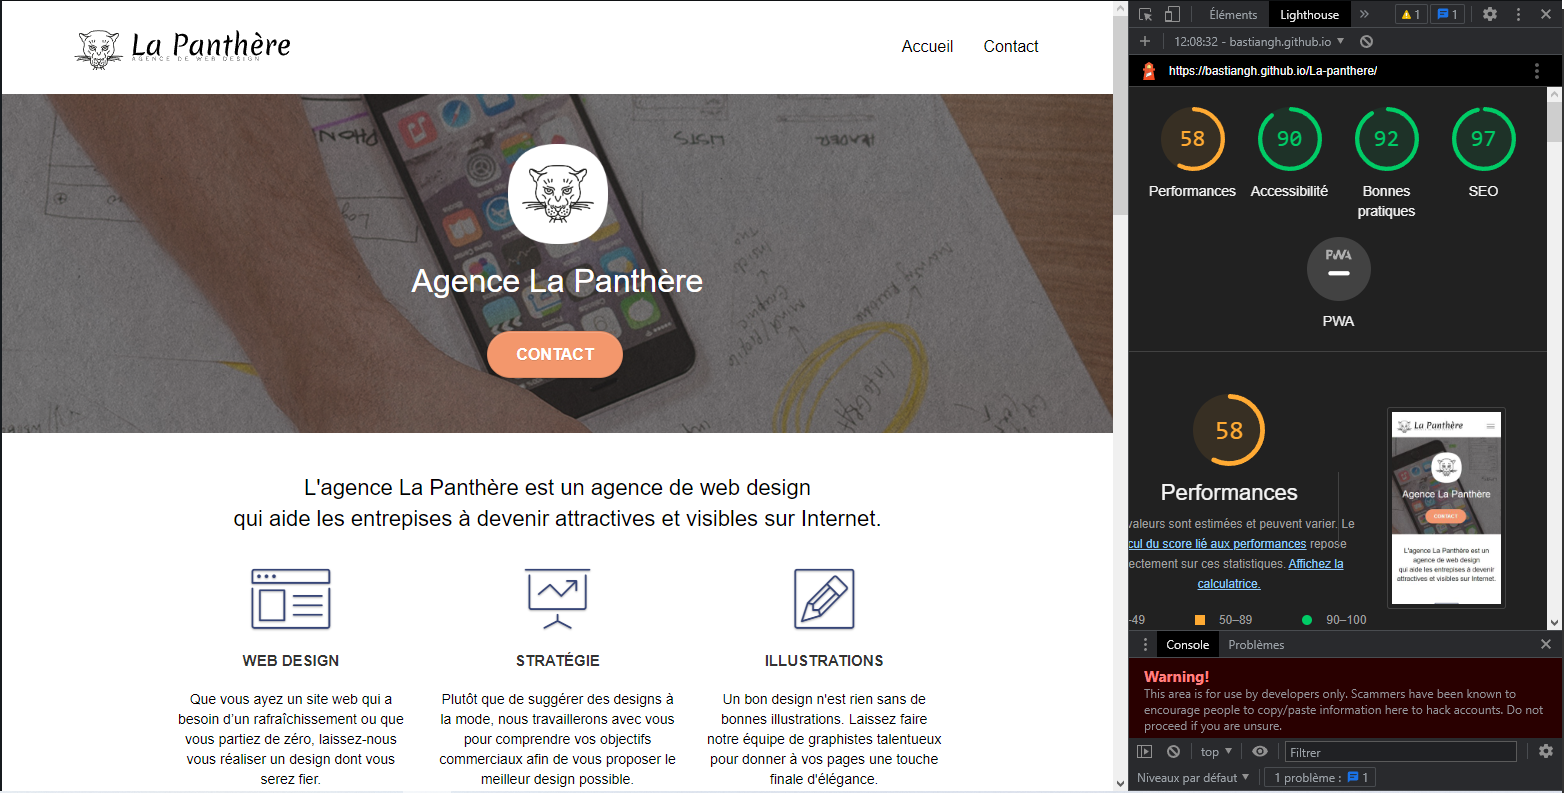 La Panthère
AGENCE DE WEB DESIGN
Accueil
Contact
Agence La Panthère
CONTACT
L'agence La Panthère est un agence de web design
qui aide les entrepises à devenir attractives et visibles sur Internet.
WEB DESIGN
Que vous ayez un site web qui a
besoin d'un rafraîchissement ou que
vous partiez de zéro, laissez-nous
vous réaliser un design dont vous
serez fier.
STRATÉGIE
Plutôt que de suggérer des designs à
la mode, nous travaillerons avec vous
pour comprendre vos objectifs
commerciaux afin de vous proposer le
meilleur design possible.
ILLUSTRATIONS
Un bon design n'est rien sans de
bonnes illustrations. Laissez faire
notre équipe de graphistes talentueux
pour donner à vos pages une touche
finale d'élégance.
Éléments
Lighthouse
1
1
12:08:32 - bastiangh.github.io
https://bastiangh.github.io/La-panthere/
58
Performances
90
Accessibilité
92
Bonnes
pratiques
97
SEO
PWA
PWA
58
Performances
valeurs sont estimées et peuvent varier. Le
cul du score lié aux performances repose
ectement sur ces statistiques. Affichez la
calculatrice.
-49
50–89
90–100
La Panthère
Agence La Panthère
CONTACT
L'agence La Panthère est un
agence de web design
qui aide les entrepises à devenir
attractives et visibles sur Internet.
Console
Problèmes
Warning!
This area is for use by developers only. Scammers have been known to
encourage people to copy/paste information here to hack accounts. Do not
proceed if you are unsure.
top
Filtrer
Niveaux par défaut
1 problème :
1